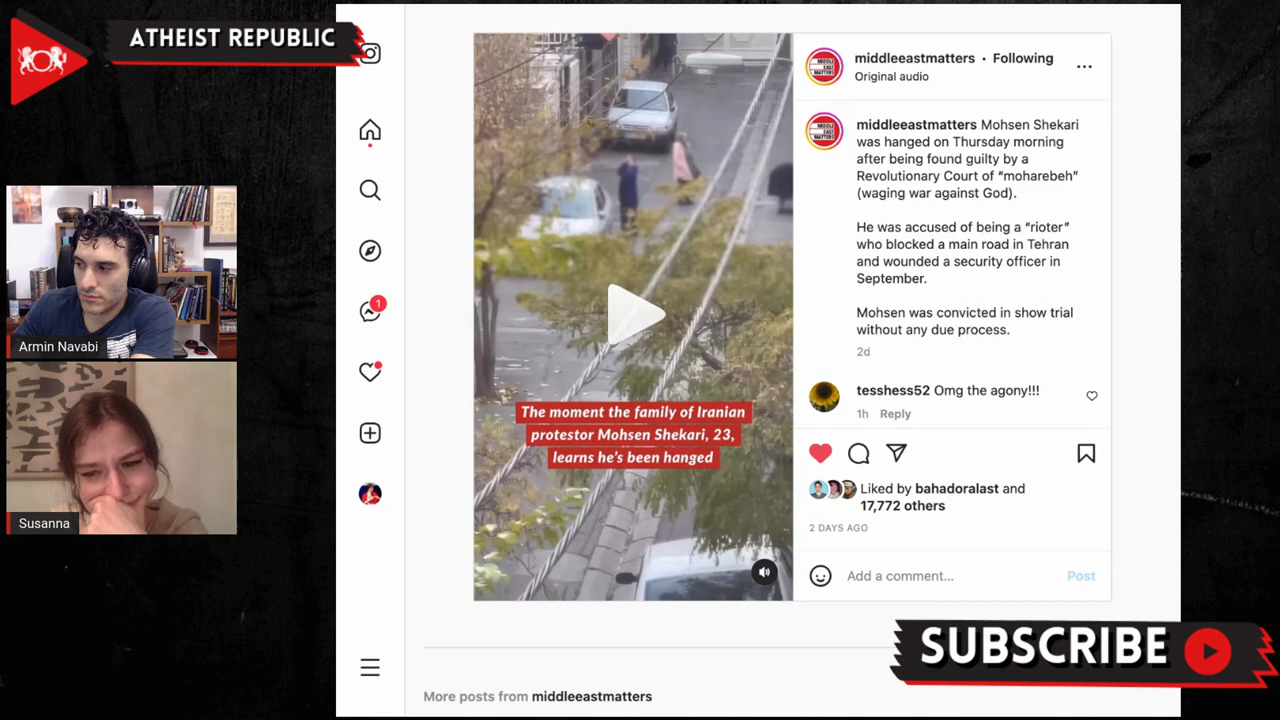 ATHEIST REPUBLIC
Armin Navabi
Susanna
1
The moment the family of Iranian
protestor Mohsen Shekari, 23,
learns he's been hanged
middleeastmatters • Following
Original audio
middleeastmatters Mohsen Shekari
was hanged on Thursday morning
after being found guilty by a
Revolutionary Court of "moharebeh"
(waging war against God).
He was accused of being a "rioter"
who blocked a main road in Tehran
and wounded a security officer in
September.
Mohsen was convicted in show trial
without any due process.
2d
tesshess52 Omg the agony!!!
1h Reply
Liked by bahadoralast and
17,772 others
2 DAYS AGO
Add a comment...
Post
SUBSCRIBE
More posts from middleeastmatters